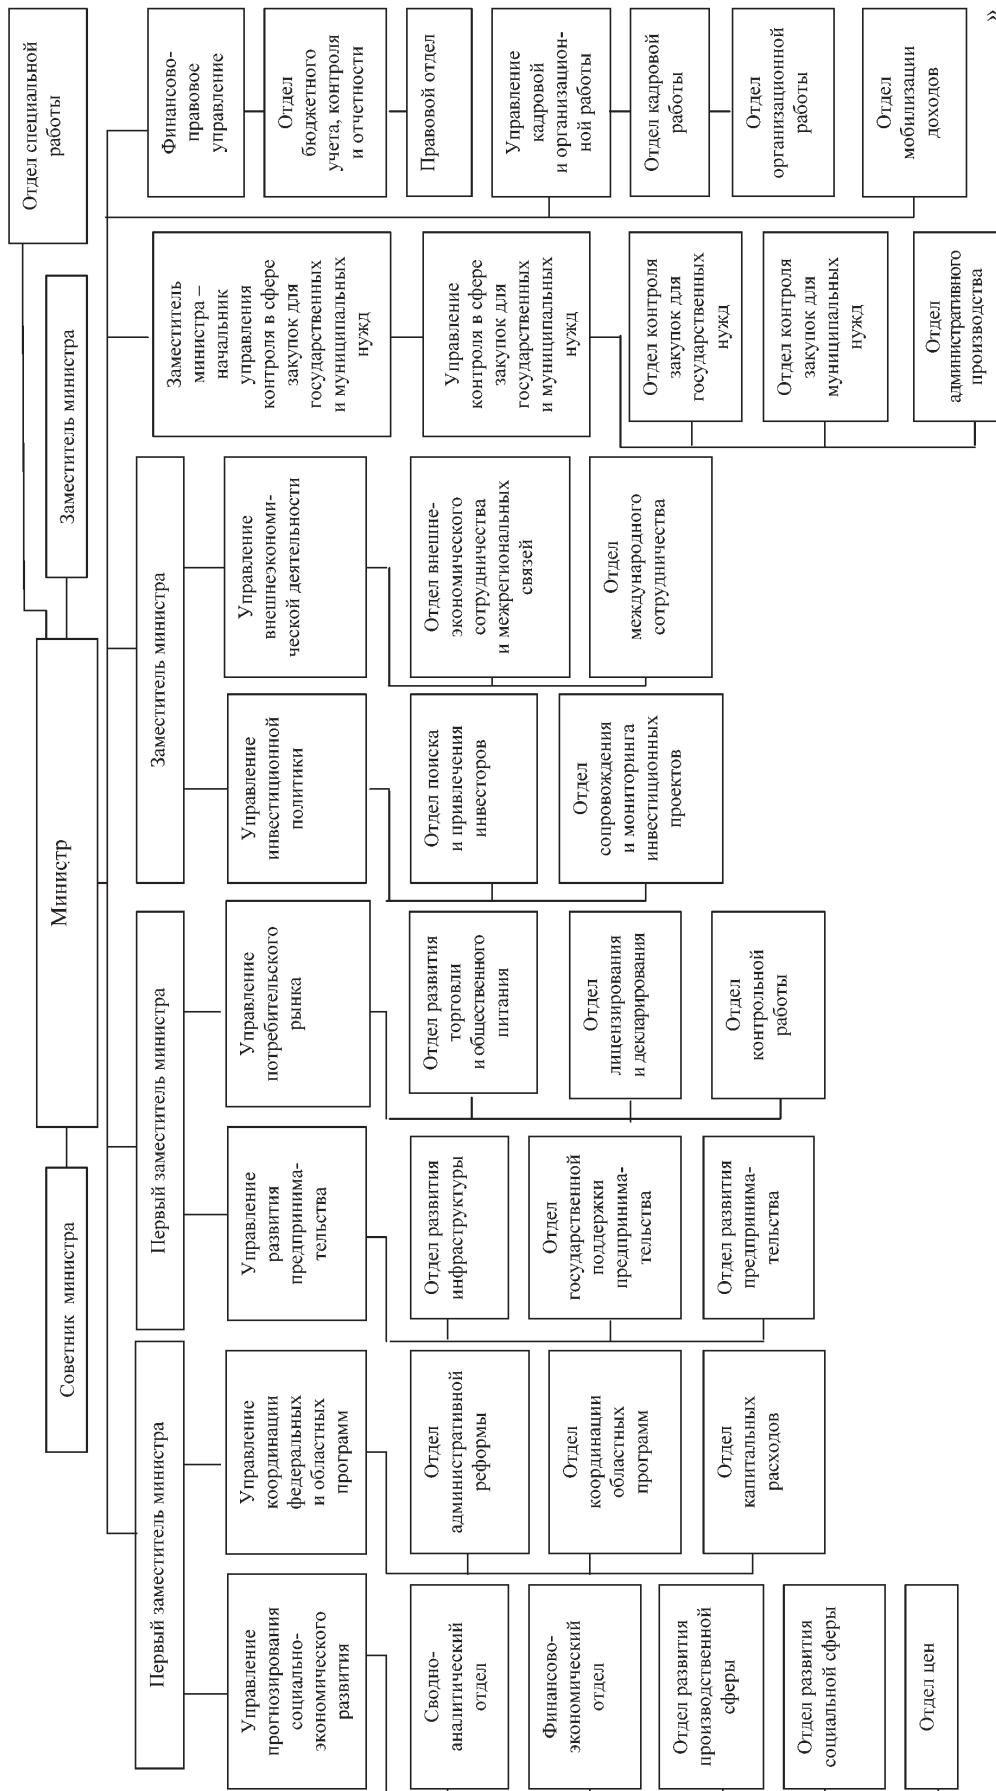 Отдел специальной
работы
Советник министра
Министр
Заместитель министра
Первый заместитель министра
Управление
прогнозирования
социально-
экономического
развития
Сводно-
аналитический
отдел
Финансово-
экономический
отдел
Отдел развития
производственной
сферы
Отдел развития
социальной сферы
Отдел цен
Управление
координации
федеральных
и областных
программ
Отдел
административной
реформы
Отдел
координации
областных
программ
Отдел
капитальных
расходов
Первый заместитель министра
Управление
развития
предпринима-
тельства
Отдел развития
инфраструктуры
Отдел
государственной
поддержки
предпринима-
тельства
Отдел развития
предпринима-
тельства
Управление
потребительского
рынка
Отдел развития
торговли
и общественного
питания
Отдел
лицензирования
и декларирования
Отдел
контрольной
работы
Заместитель министра
Управление
инвестиционной
политики
Отдел поиска
и привлечения
инвесторов
Отдел
сопровождения
и мониторинга
инвестиционных
проектов
Управление
внешнеэкономи-
ческой деятельности
Отдел внешне-
экономического
сотрудничества
и межрегиональных
связей
Отдел
международного
сотрудничества
Заместитель
министра –
начальник
управления
контроля в сфере
закупок для
государственных
и муниципальных
нужд
Управление
контроля в сфере
закупок для
государственных
и муниципальных
нужд
Отдел контроля
закупок для
государственных
нужд
Отдел контроля
закупок для
муниципальных
нужд
Отдел
административного
производства
Финансово-
правовое
управление
Отдел
бюджетного
учета, контроля
и отчетности
Правовой отдел
Управление
кадровой
и организацион-
ной работы
Отдел кадровой
работы
Отдел
организационной
работы
Отдел
мобилизации
доходов
»